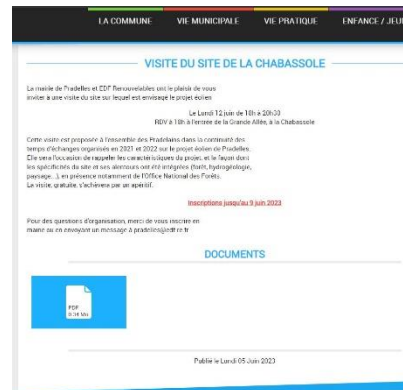 LA COMMUNE VIE MUNICIPALE VIE PRATIQUE ENFANCE / JEU
VISITE DU SITE DE LA CHABASSOLE
La mairie de Pradelles et EDF Renouvelables ont le plaisir de vous
inviter à une visite du site sur lequel est envisagé le projet éolien
Le Lundi 12 juin de 18h à 20h30
RDV à 18h à l'entrée de la Grande Allée, à la Chabassole
Cette visite est proposée à l'ensemble des Pradelains dans la continuité des
temps d'échanges organisés en 2021 et 2022 sur le projet éolien de Pradelles.
Elle sera l'occasion de rappeler les caractéristiques du projet, et la façon dont
les spécificités du site et ses alentours ont été intégrées (forêt, hydrogéologie,
paysage...), en présence notamment de l'Office National des Forêts.
La visite, gratuite, s'achèvera par un apéritif.
Inscriptions jusqu'au 9 juin 2023
Pour des questions d'organisation, merci de vous inscrire en
mairie ou en envoyant un message à pradelles@edf-re.fr
DOCUMENTS
PDF
Mo
Publié le Lundi 05 Juin 2023